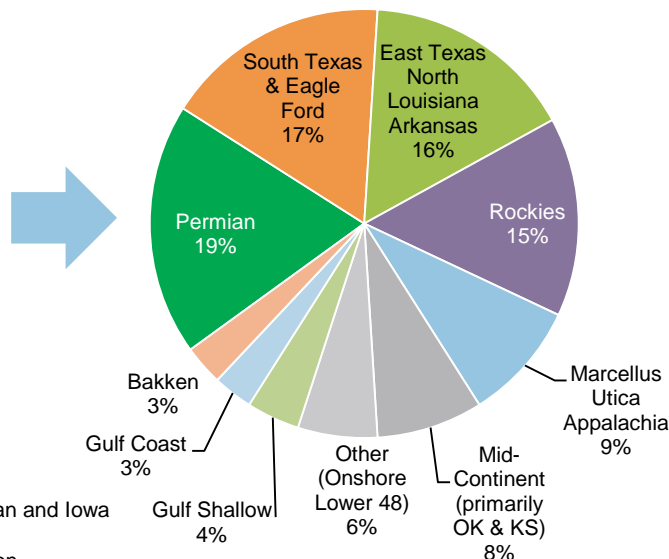 South Texas
& Eagle
Ford
17%
East Texas
North
Louisiana
Arkansas
16%
Permian
19%
Rockies
15%
Marcellus
Utica
Appalachia
9%
Bakken
3%
Gulf Coast
3%
Gulf Shallow
4%
Other
(Onshore
Lower 48)
6%
Mid-
Continent
(primarily
OK & KS)
8%
and Iowa